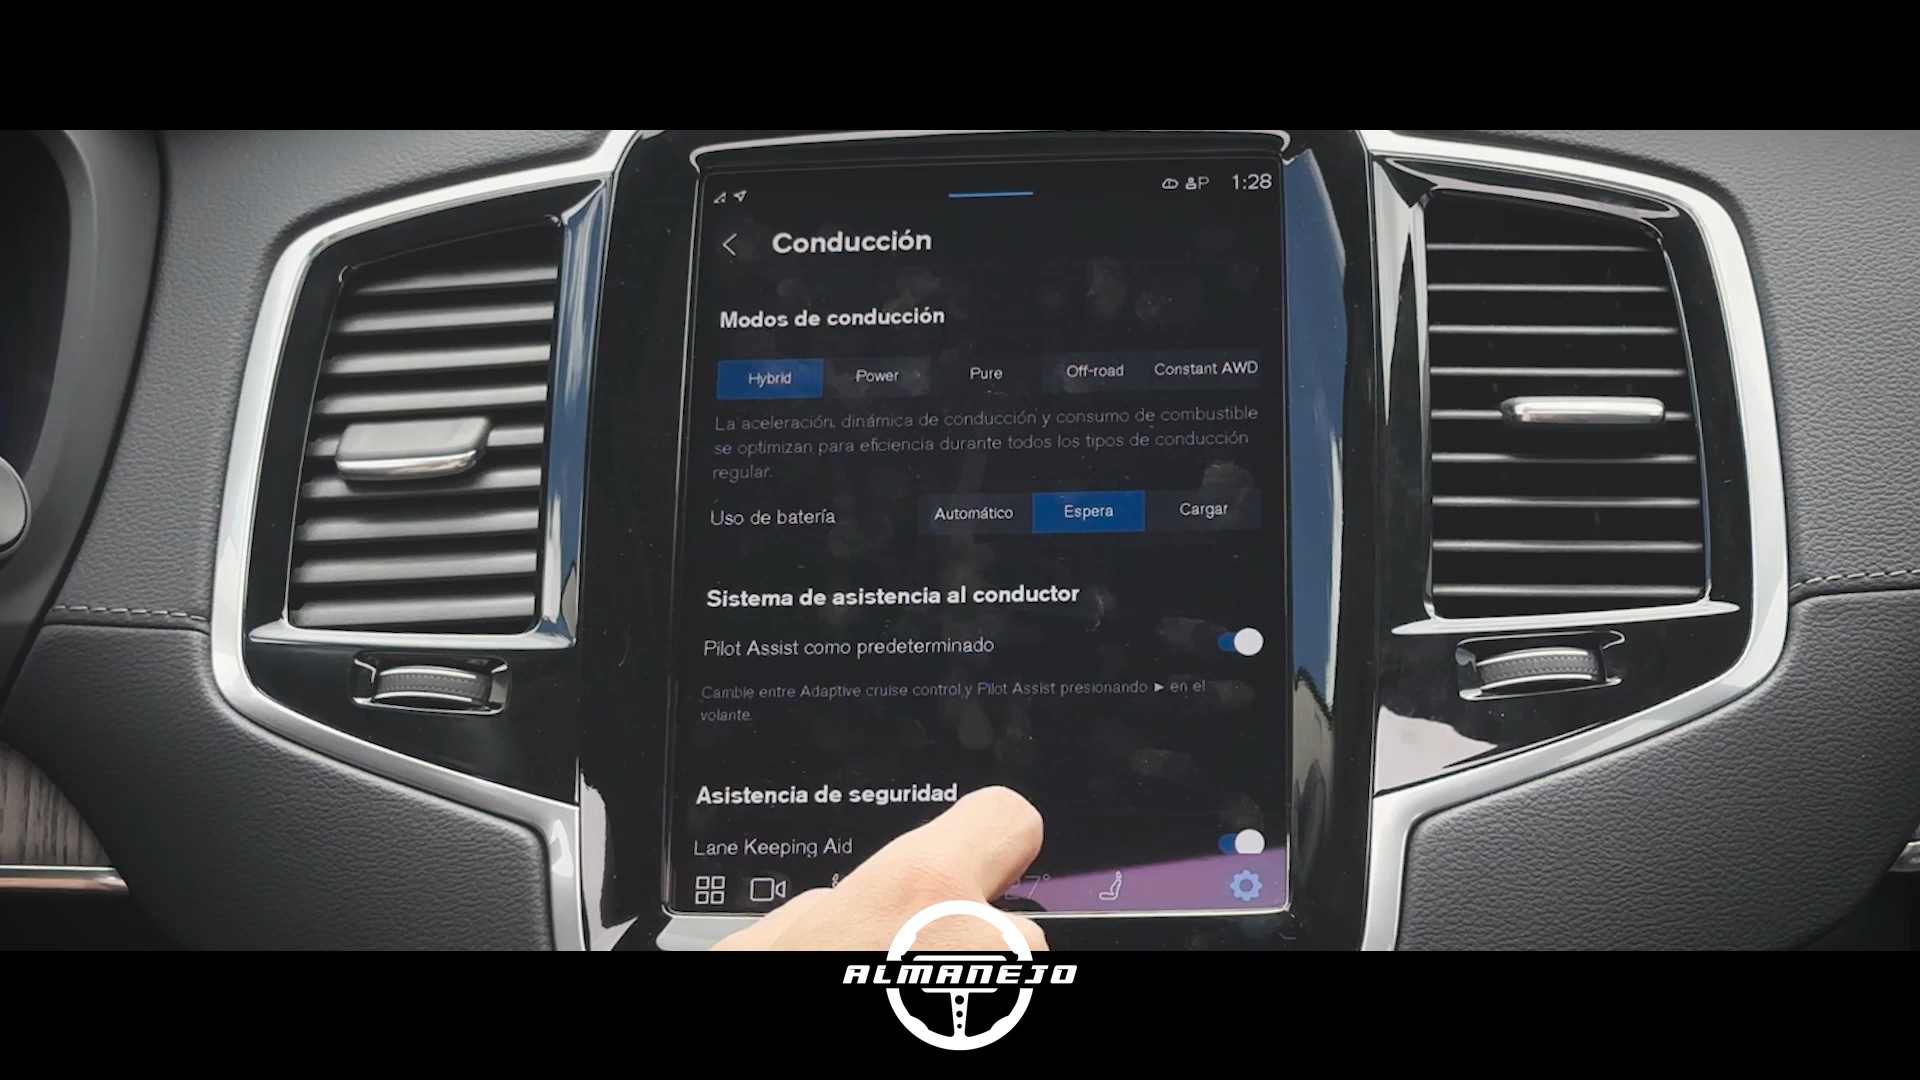 P 1:28
Conducción
Modos de conducción
Hybrid Power Pure Off-road Constant AWD
La aceleración, dinámica de conducción y consumo de combustible
se optimizan para eficiencia durante todos los tipos de conducción
regular.
Uso de batería Automático Espera Cargar
Sistema de asistencia al conductor
Pilot Assist como predeterminado
Cambie entre Adaptive cruise control y Pilot Assist presionando ► en el
volante.
Asistencia de seguridad
Lane Keeping Aid
ALMANEJO